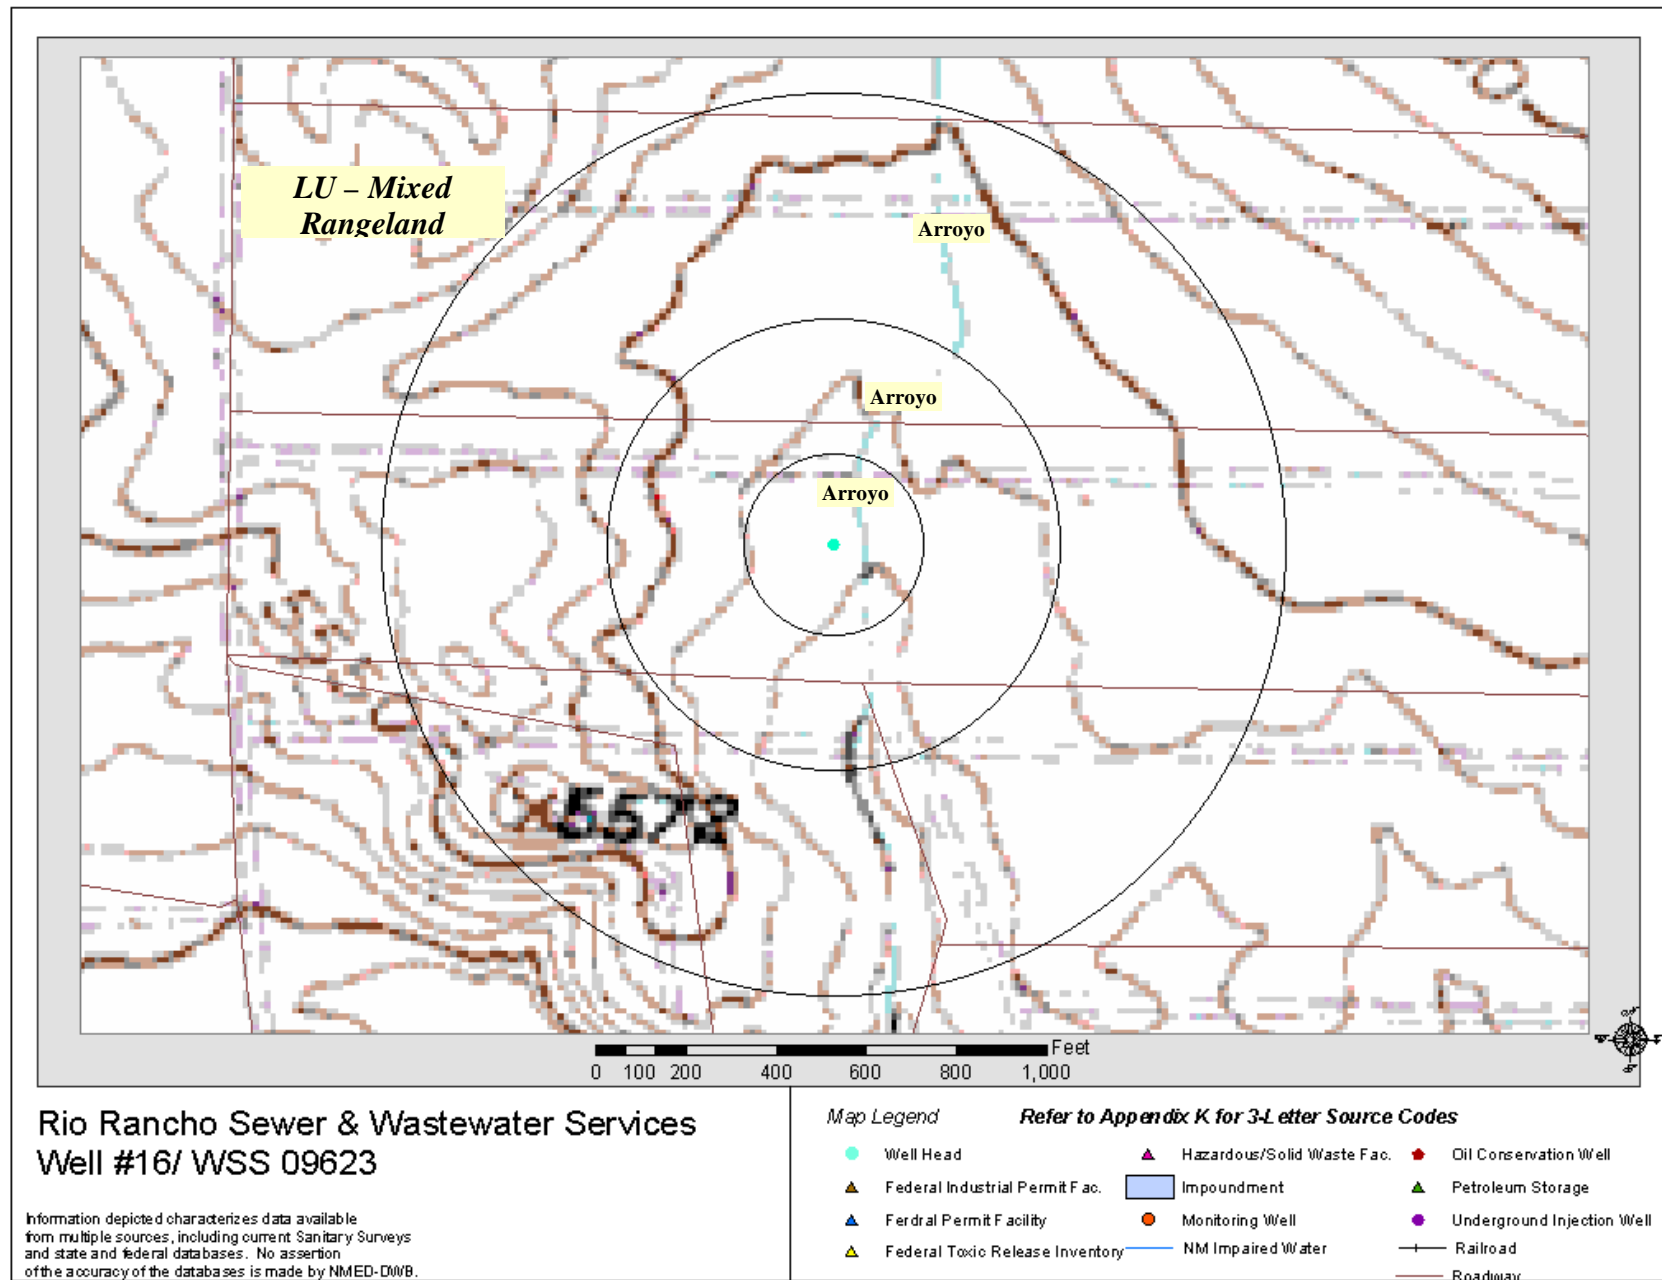 LU – Mixed
Rangeland
Arroyo
Arroyo
Arroyo
x5572
Feet
0 100 200 400 600 800 1,000
Rio Rancho Sewer & Wastewater Services
Well #16/ WSS 09623
Information depicted characterizes data available
from multiple sources, including current Sanitary Surveys
and state and federal databases. No assertion
of the accuracy of the databases is made by NMED-DWB.
Map Legend Refer to Appendix K for 3-Letter Source Codes
Well Head Hazardous/Solid Waste Fac. Oil Conservation Well
Federal Industrial Permit Fac. Impoundment Petroleum Storage
Ferdral Permit Facility Monitoring Well Underground Injection Well
Federal Toxic Release Inventory NM Impaired Water Railroad
Roadway